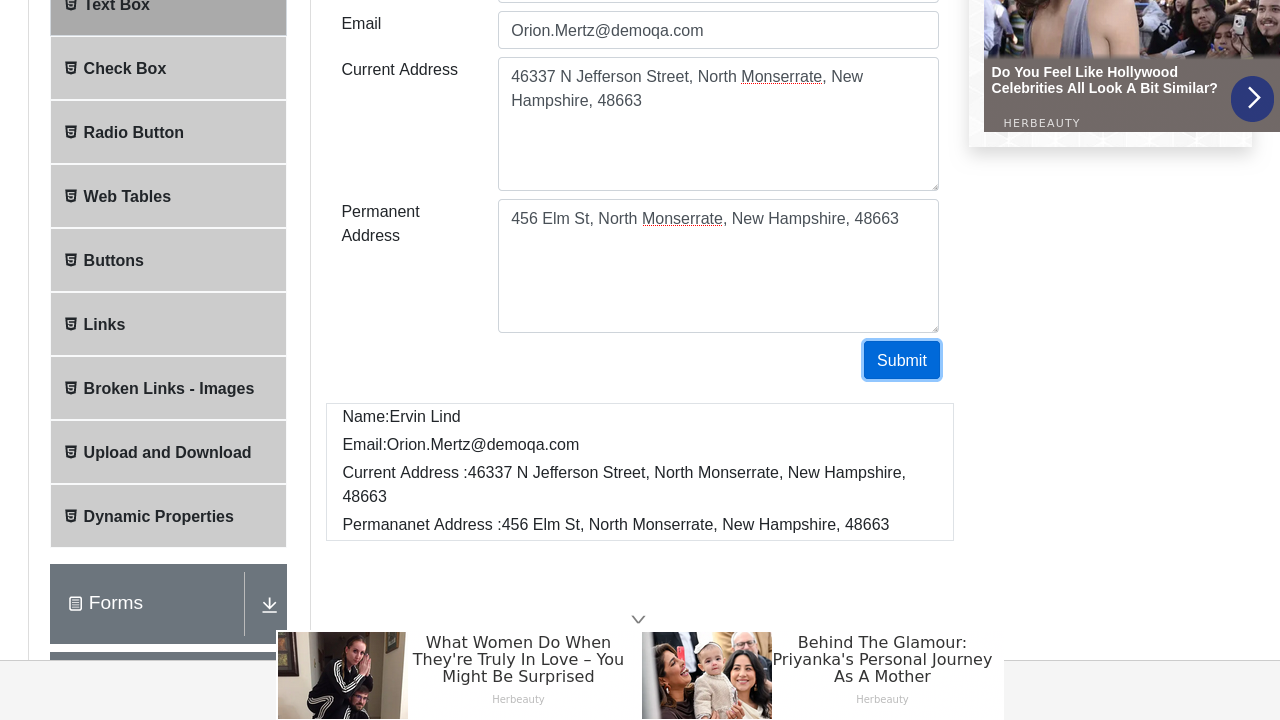 Text Box
Check Box
Radio Button
Web Tables
Buttons
Links
Broken Links - Images
Upload and Download
Dynamic Properties
Forms
Email
Orion.Mertz@demoqa.com
Current Address
46337 N Jefferson Street, North Monserrate, New
Hampshire, 48663
Permanent
Address
456 Elm St, North Monserrate, New Hampshire, 48663
Submit
Name:Ervin Lind
Email:Orion.Mertz@demoqa.com
Current Address :46337 N Jefferson Street, North Monserrate, New Hampshire,
48663
Permananet Address :456 Elm St, North Monserrate, New Hampshire, 48663
Do You Feel Like Hollywood
Celebrities All Look A Bit Similar?
HERBEAUTY
What Women Do When
They're Truly In Love – You
Might Be Surprised
Herbeauty
Behind The Glamour:
Priyanka's Personal Journey
As A Mother
Herbeauty